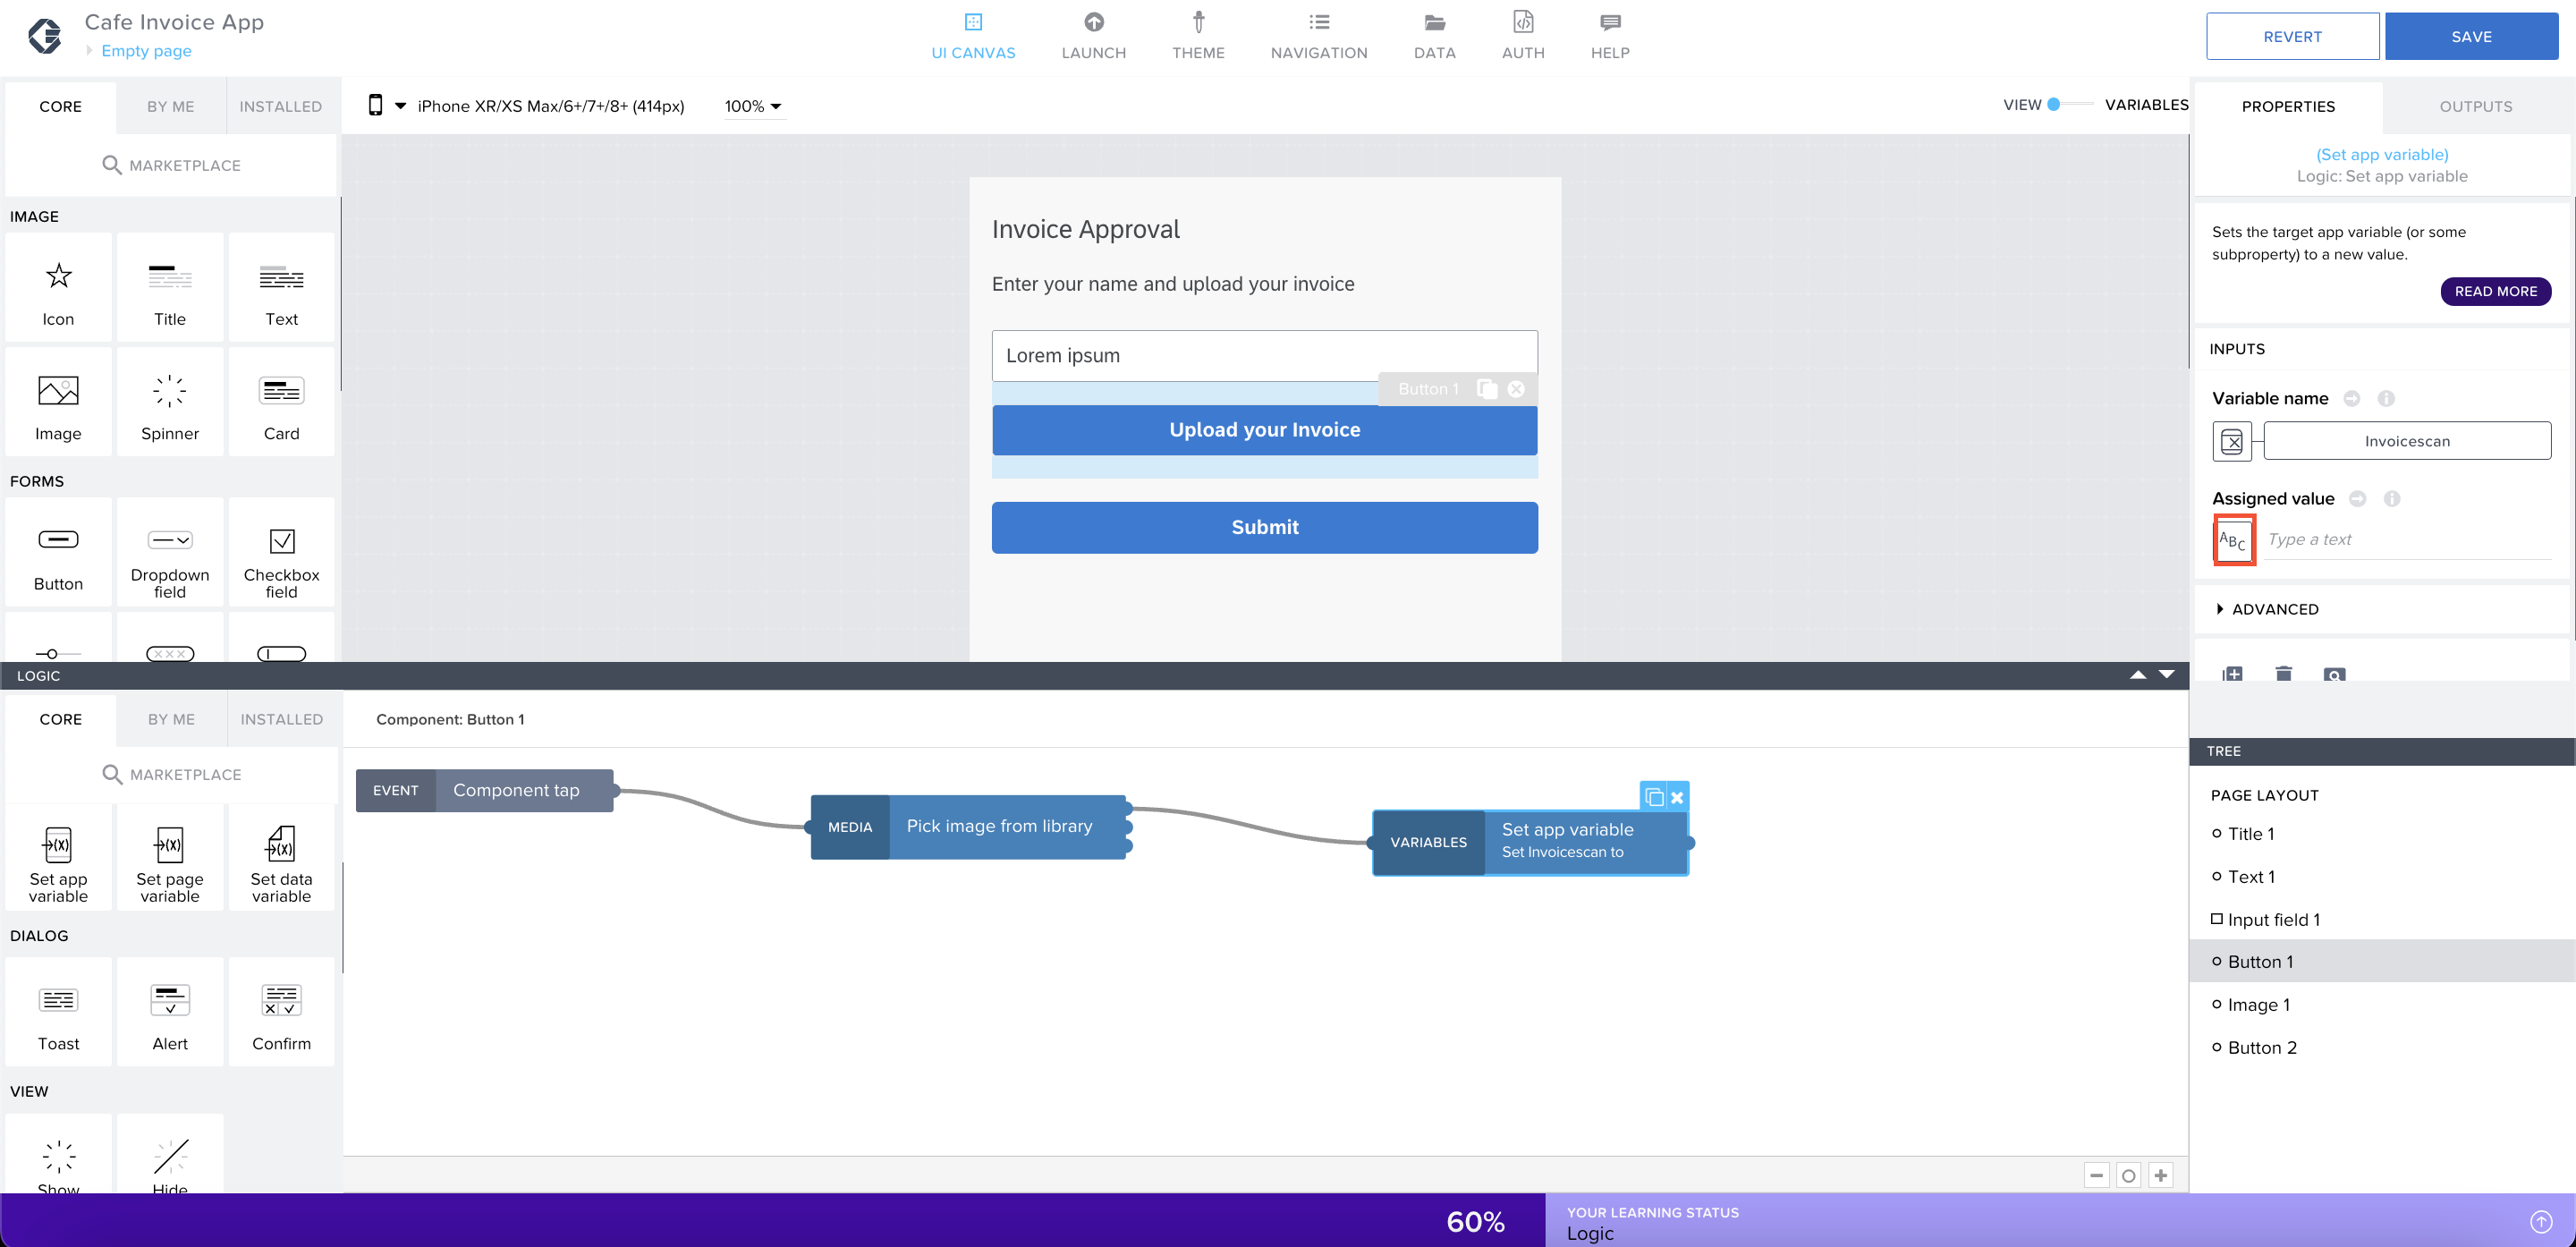 Cafe Invoice App
Empty page
UI CANVAS
LAUNCH
THEME
NAVIGATION
DATA
AUTH
HELP
REVERT
SAVE
CORE
BY ME
INSTALLED
iPhone XR/XS Max/6+/7+/8+ (414px)
100%
VIEW
VARIABLES
PROPERTIES
OUTPUTS
MARKETPLACE
(Set app variable)
Logic: Set app variable
IMAGE
Icon
Title
Text
Image
Spinner
Card
FORMS
Button
Dropdown
field
Checkbox
field
Invoice Approval
Enter your name and upload your invoice
Lorem ipsum
Button 1
Upload your Invoice
Submit
Sets the target app variable (or some
subproperty) to a new value.
READ MORE
INPUTS
Variable name
Invoicescan
Assigned value
ABC
Type a text
ADVANCED
LOGIC
CORE
BY ME
INSTALLED
Component: Button 1
MARKETPLACE
Set app
variable
Set page
variable
Set data
variable
DIALOG
Toast
Alert
Confirm
VIEW
Show
Hide
EVENT
Component tap
MEDIA
Pick image from library
VARIABLES
Set app variable
Set Invoicescan to
TREE
PAGE LAYOUT
Title 1
Text 1
Input field 1
Button 1
Image 1
Button 2
60%
YOUR LEARNING STATUS
Logic